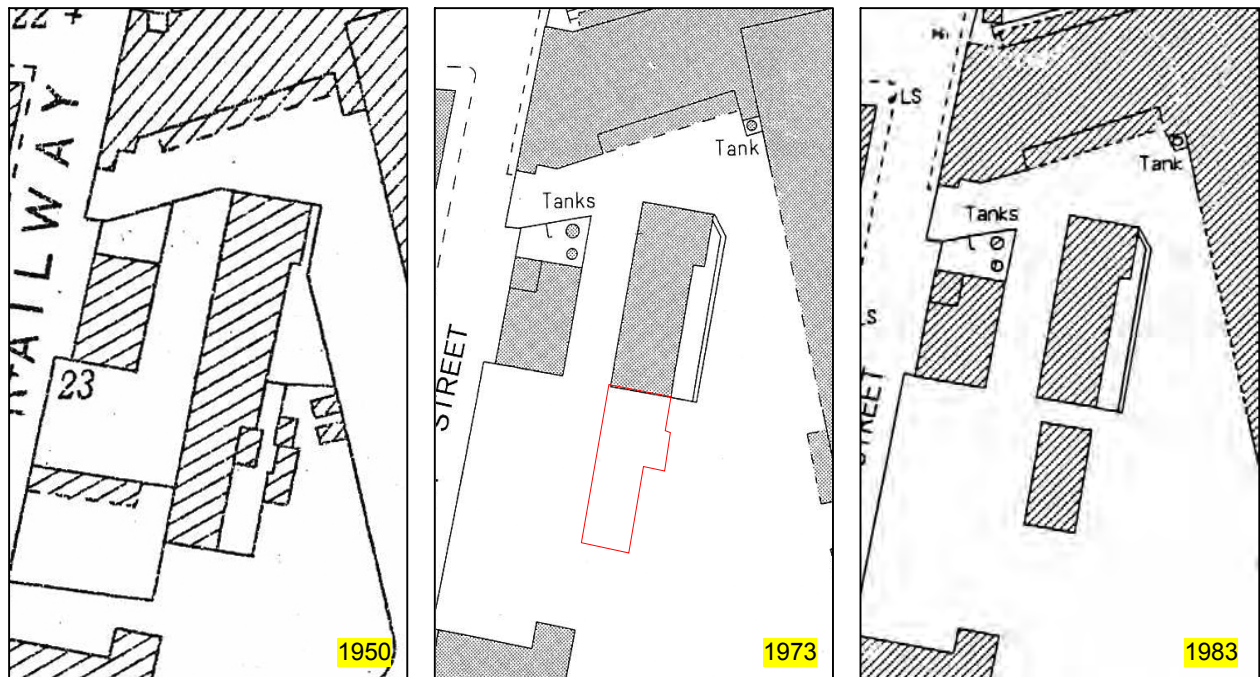 22 +
RAILWAY
23
1950
Tank
Tanks
STREET
1973
LS
Tank
Tanks
LS
STREET
1983